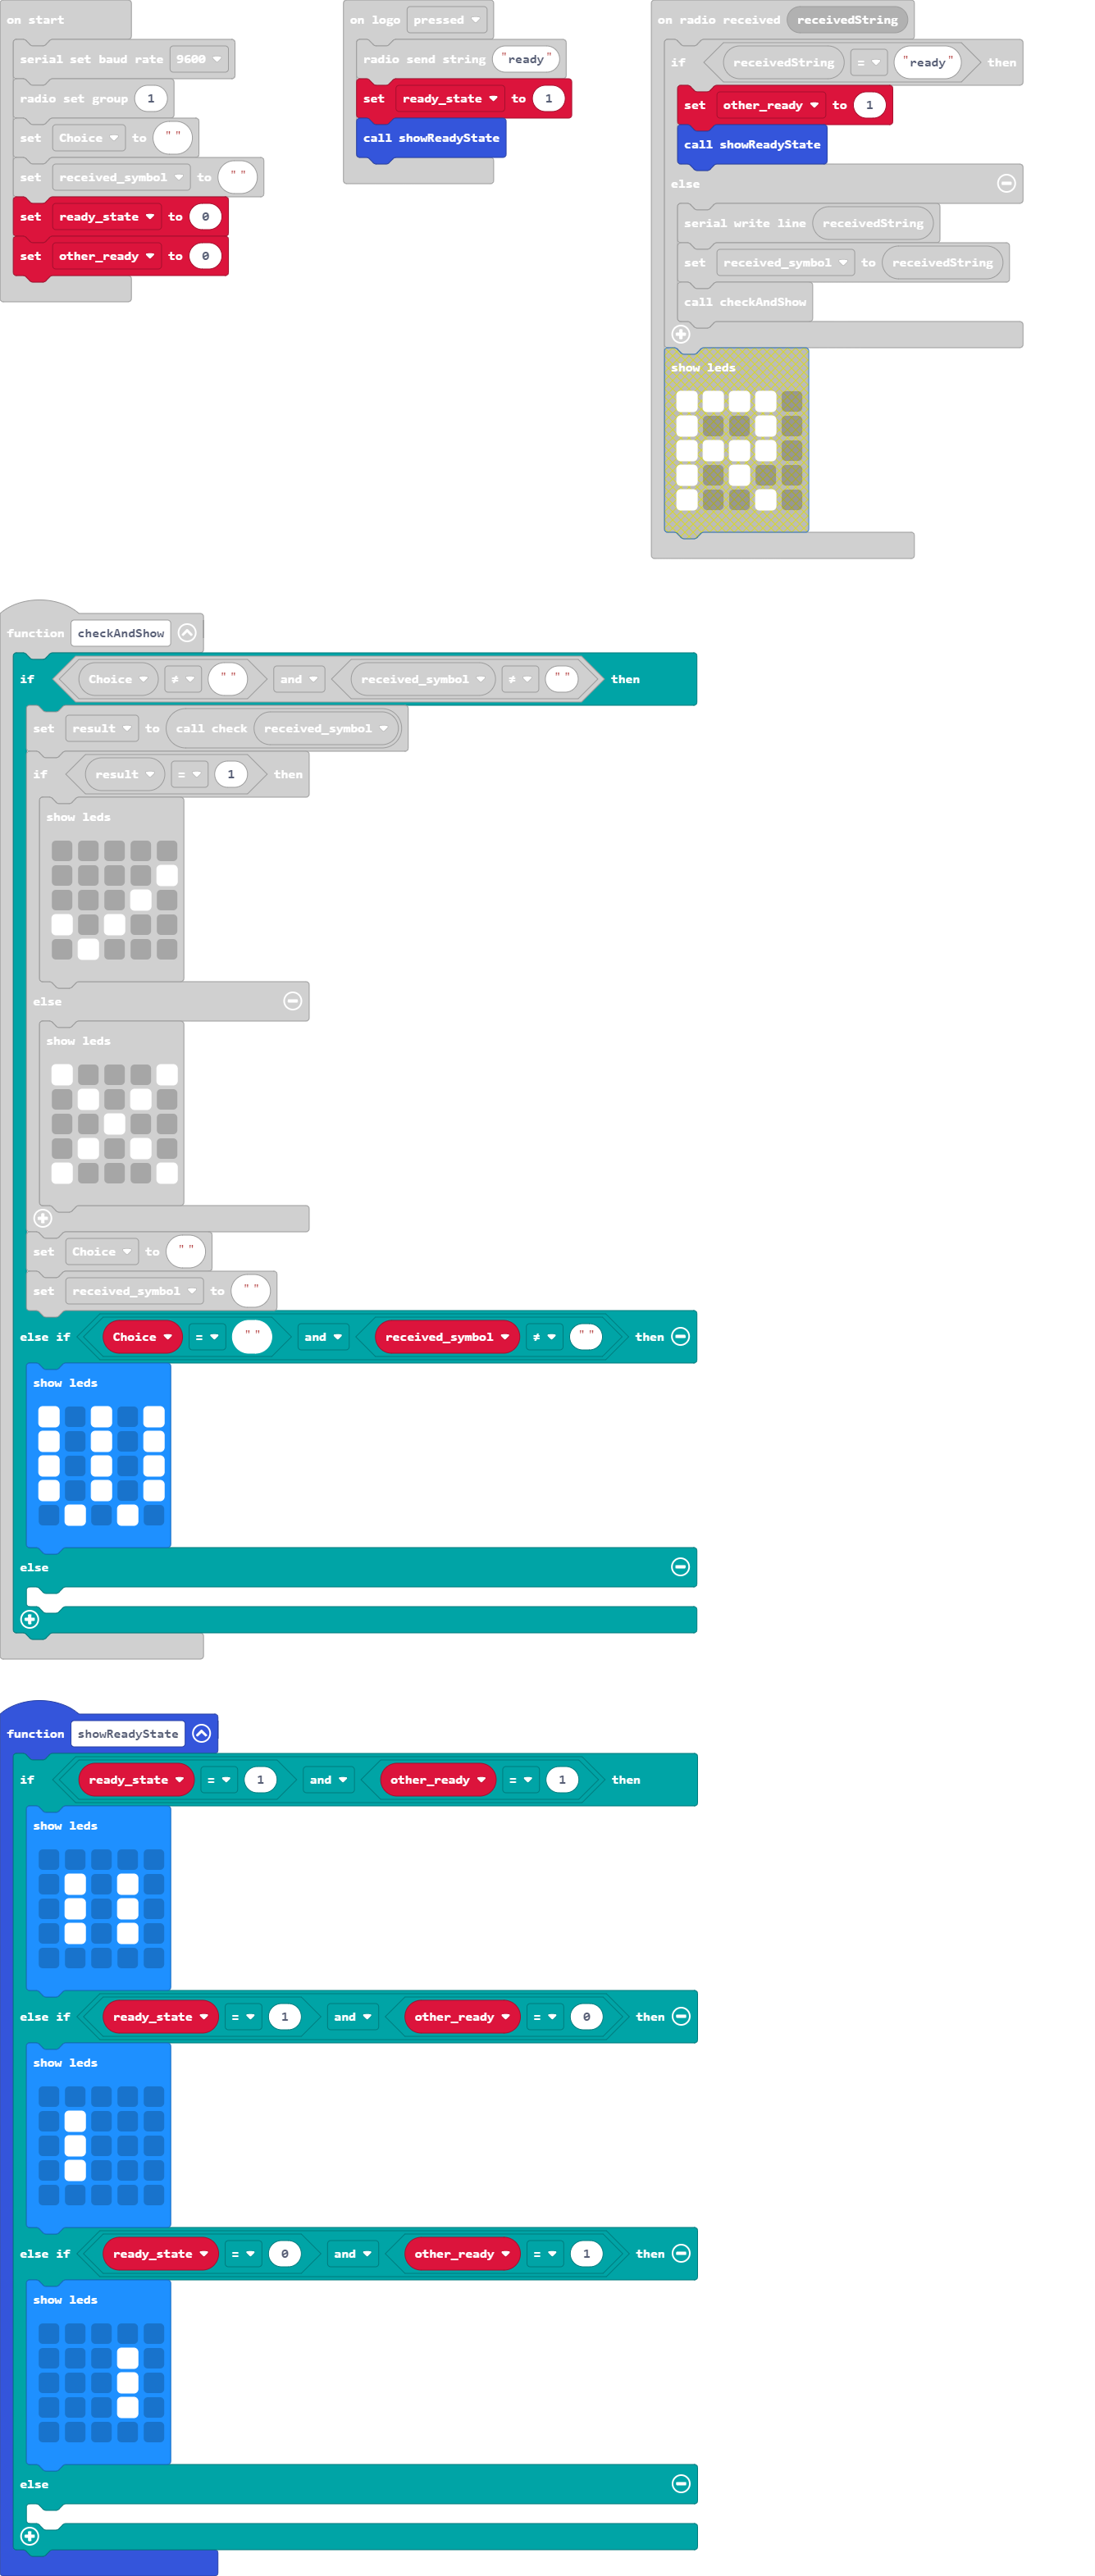 on start
serial set baud rate 9600
radio set group 1
set Choice to " "
set received_symbol to " "
set ready_state to 0
set other_ready to 0
on logo pressed
radio send string "ready"
set ready_state to 1
call showReadyState
on radio received receivedString
if receivedString = "ready" then
set other_ready to 1
call showReadyState
else
serial write line receivedString
set received_symbol to receivedString
call checkAndShow
show leds
function checkAndShow
if Choice ≠ " " and received_symbol ≠ " " then
set result to call check received_symbol
if result = 1 then
show leds
else
show leds
set Choice to " "
set received_symbol to " "
else if Choice = " " and received_symbol ≠ " " then
show leds
else
function showReadyState
if ready_state = 1 and other_ready = 1 then
show leds
else if ready_state = 1 and other_ready = 0 then
show leds
else if ready_state = 0 and other_ready = 1 then
show leds
else